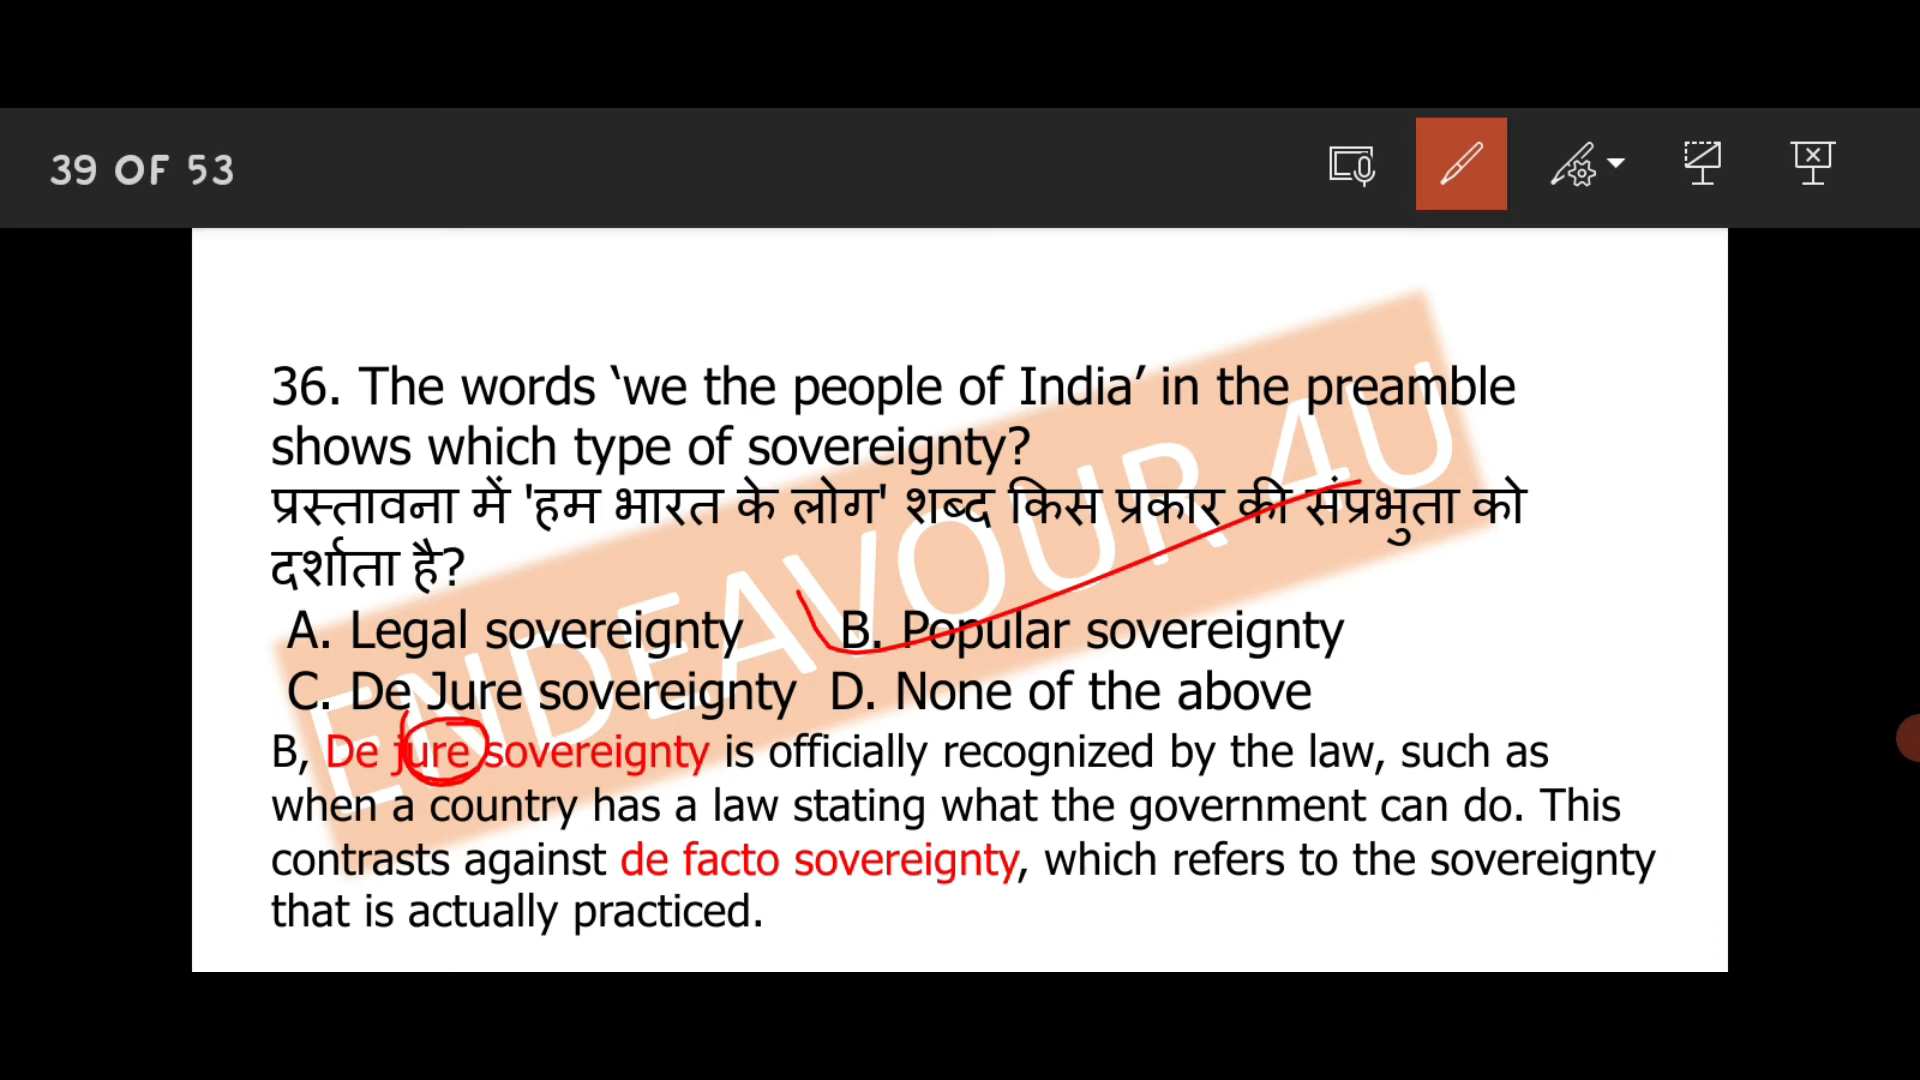 39 OF 53
36. The words ‘we the people of India’ in the preamble
shows which type of sovereignty?
प्रस्तावना में 'हम भारत के लोग' शब्द किस प्रकार की संप्रभुता को
दर्शाता है?
A. Legal sovereignty B. Popular sovereignty
C. De Jure sovereignty D. None of the above
B, De jure sovereignty is officially recognized by the law, such as
when a country has a law stating what the government can do. This
contrasts against de facto sovereignty, which refers to the sovereignty
that is actually practiced.
ENDEAVOUR 4U